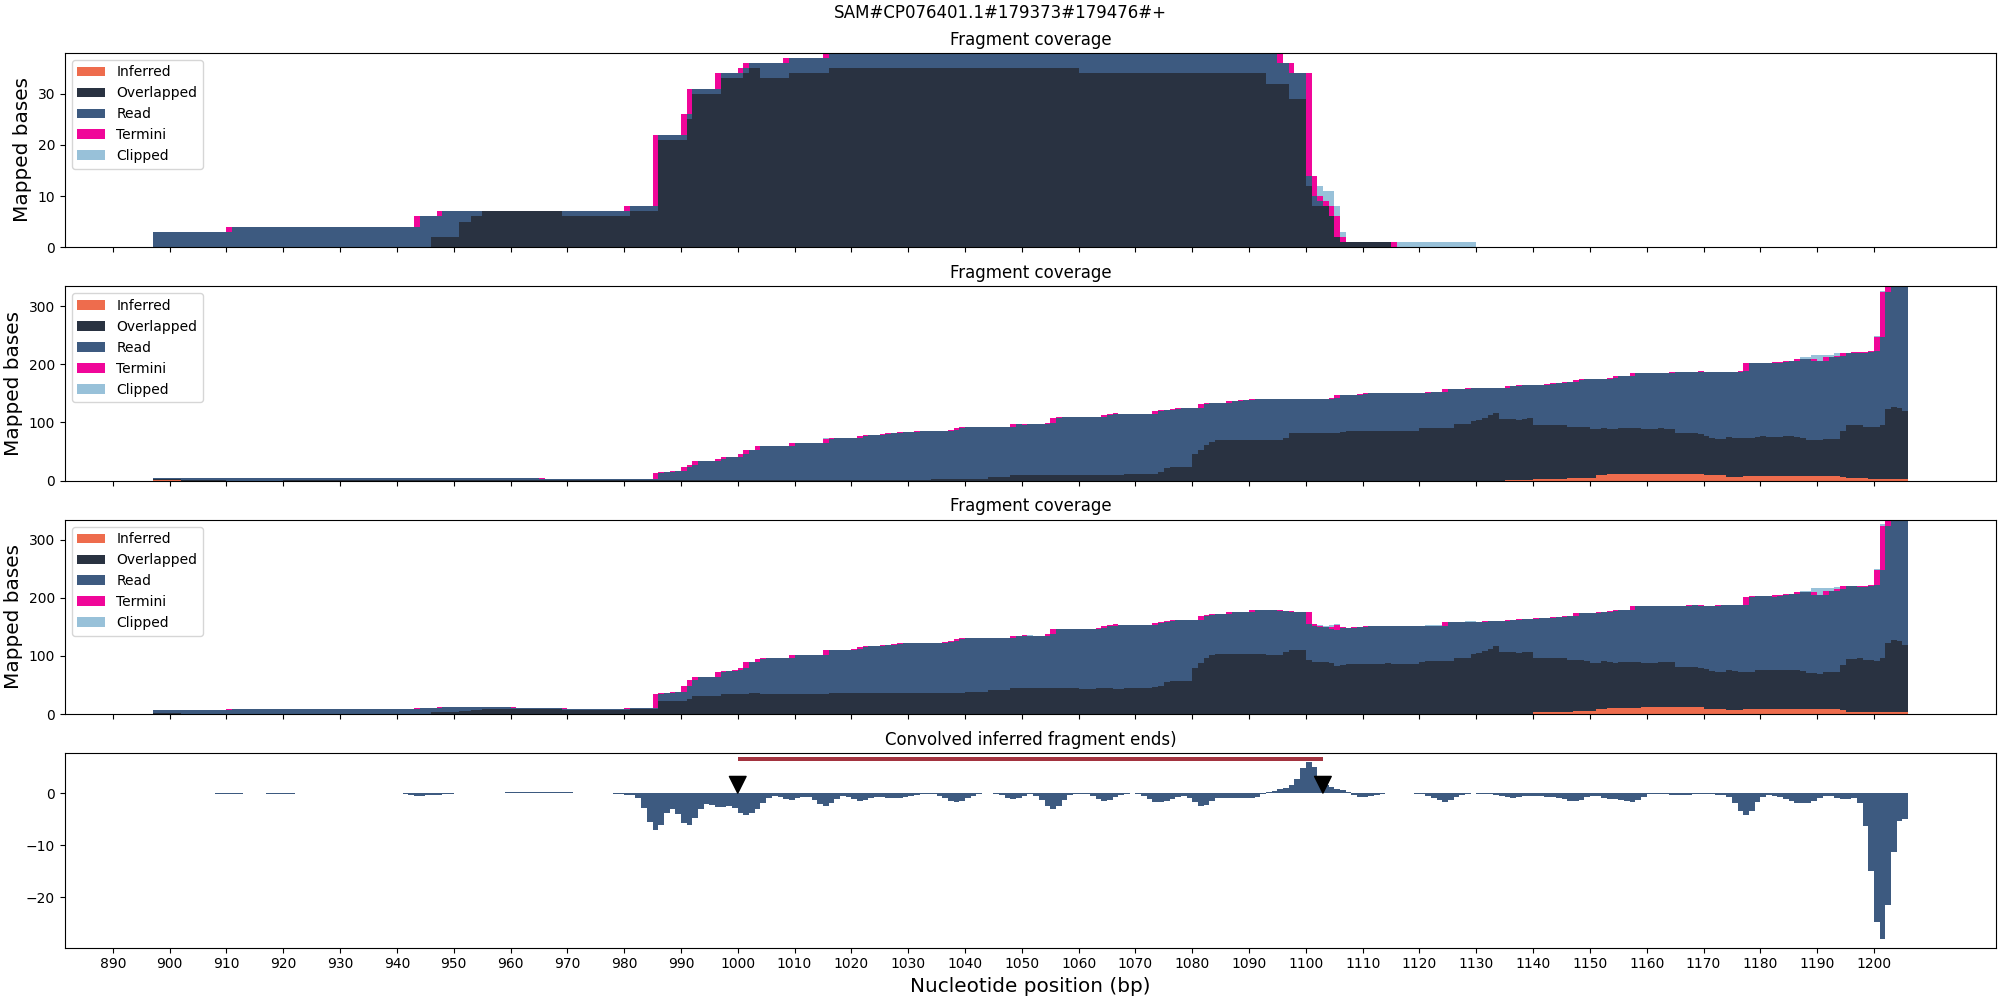 SAM#CP076401.1#179373#179476#+
Fragment coverage
Mapped bases
30
20
10
0
Inferred
Overlapped
Read
Termini
Clipped
Fragment coverage
Mapped bases
300
200
100
0
Inferred
Overlapped
Read
Termini
Clipped
Fragment coverage
Mapped bases
300
200
100
0
Inferred
Overlapped
Read
Termini
Clipped
Convolved inferred fragment ends)
0
−10
−20
890 900 910 920 930 940 950 960 970 980 990 1000 1010 1020 1030 1040 1050 1060 1070 1080 1090 1100 1110 1120 1130 1140 1150 1160 1170 1180 1190 1200
Nucleotide position (bp)